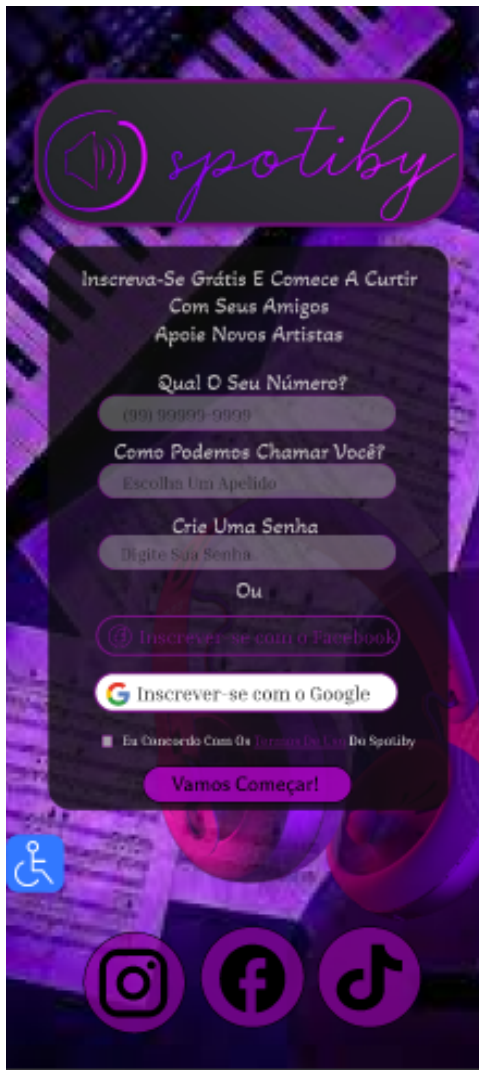 spotiby
Inscreva-Se Grátis E Comece A Curtir
Com Seus Amigos
Apoie Novos Artistas
Qual O Seu Número?
(99) 99999-9999
Como Podemos Chamar Você?
Escolha Um Apelido
Crie Uma Senha
Digite Sua Senha
Ou
Inscrever-se com o Facebook
Inscrever-se com o Google
Eu Concordo Com Os Termos De Uso Do Spotiby
Vamos Começar!